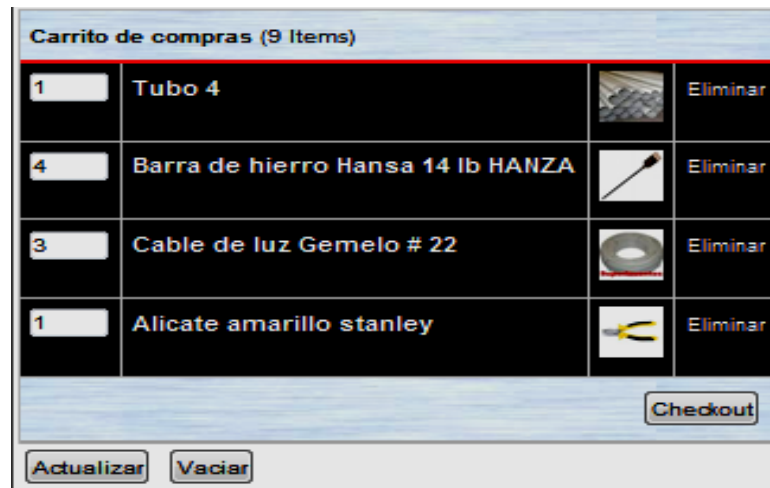 Carrito de compras (9 Items)
1 Tubo 4 Eliminar
4 Barra de hierro Hansa 14 lb HANZA Eliminar
3 Cable de luz Gemelo # 22 Eliminar
1 Alicate amarillo stanley Eliminar
Checkout
Actualizar Vaciar